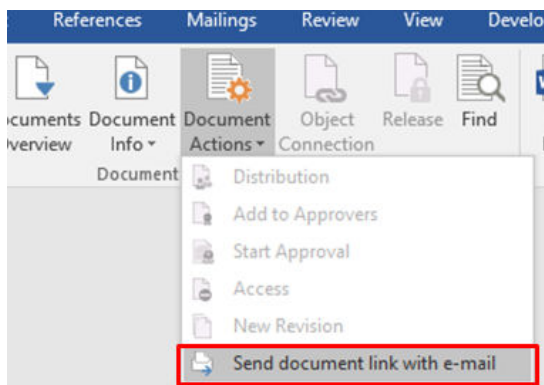 References Mailings Review View Develo
ocuments Document Document Object Release Find
verview Info Actions Connection
Document
Distribution
Add to Approvers
Start Approval
Access
New Revision
Send document link with e-mail